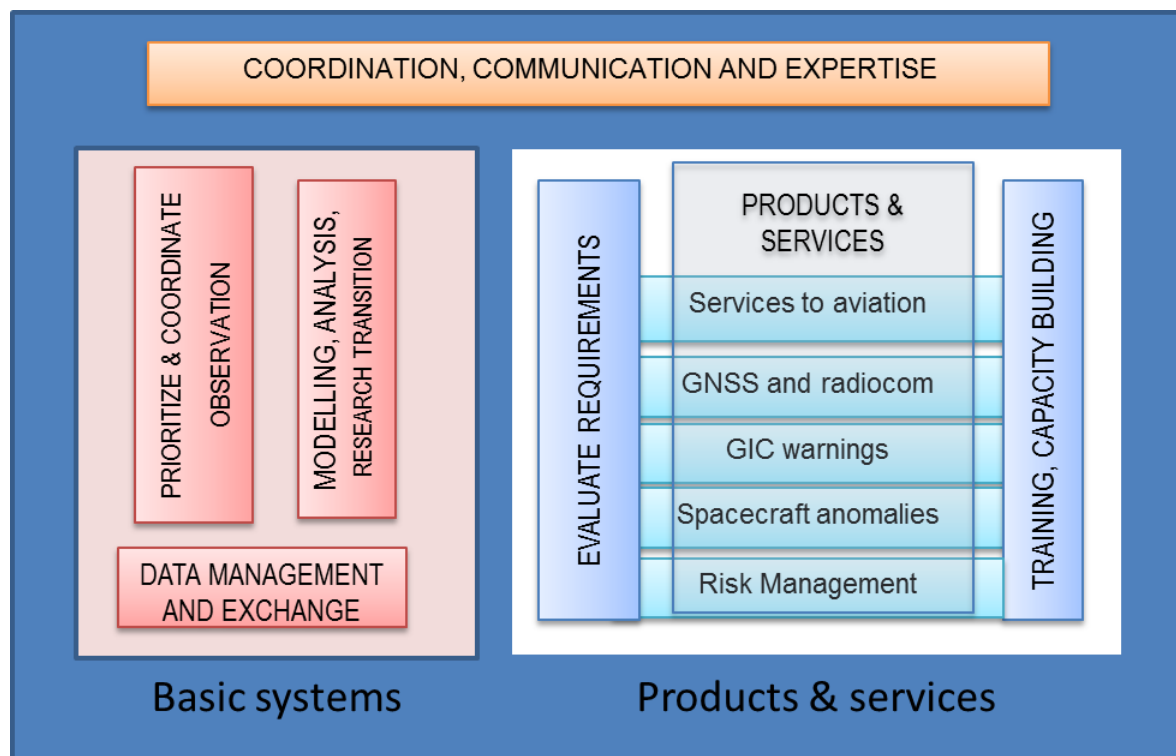 COORDINATION, COMMUNICATION AND EXPERTISE
PRIORITIZE & COORDINATE
OBSERVATION
MODELLING, ANALYSIS,
RESEARCH TRANSITION
DATA MANAGEMENT
AND EXCHANGE
Basic systems
EVALUATE REQUIREMENTS
PRODUCTS &
SERVICES
Services to aviation
GNSS and radiocom
GIC warnings
Spacecraft anomalies
Risk Management
TRAINING, CAPACITY BUILDING
Products & services